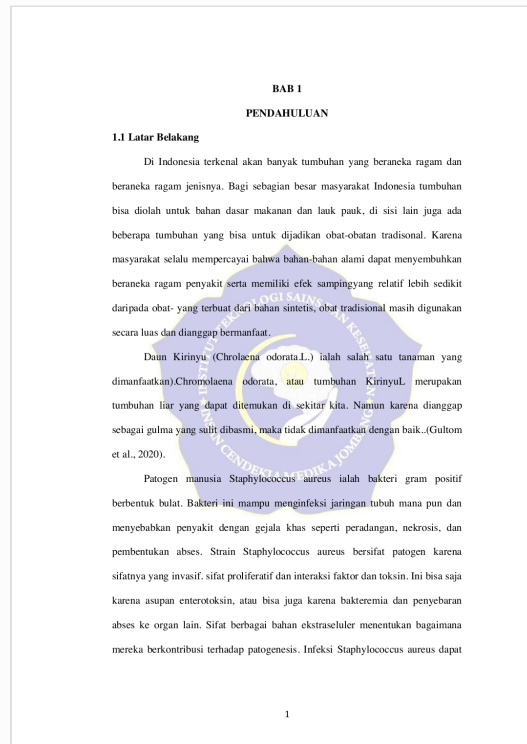 BAB 1
PENDAHULUAN
1.1 Latar Belakang
Di Indonesia terkenal akan banyak tumbuhan yang beraneka ragam dan
beraneka ragam jenisnya. Bagi sebagian besar masyarakat Indonesia tumbuhan
bisa diolah untuk bahan dasar makanan dan lauk pauk, di sisi lain juga ada
beberapa tumbuhan yang bisa untuk dijadikan obat-obatan tradisonal. Karena
masyarakat selalu mempercayai bahwa bahan-bahan alami dapat menyembuhkan
beraneka ragam penyakit serta memiliki efek sampingyang relatif lebih sedikit
daripada obat- yang terbuat dari bahan sintetis, obat tradisional masih digunakan
secara luas dan dianggap bermanfaat.
Daun Kirinyu (Chrolaena odorata.L.) ialah salah satu tanaman yang
dimanfaatkan).Chromolaena odorata, atau tumbuhan KirinyuL merupakan
tumbuhan liar yang dapat ditemukan di sekitar kita. Namun karena dianggap
sebagai gulma yang sulit dibasmi, maka tidak dimanfaatkan dengan baik..(Gultom
et al., 2020).
Patogen manusia Staphylococcus aureus ialah bakteri gram positif
berbentuk bulat. Bakteri ini mampu menginfeksi jaringan tubuh mana pun dan
menyebabkan penyakit dengan gejala khas seperti peradangan, nekrosis, dan
pembentukan abses. Strain Staphylococcus aureus bersifat patogen karena
sifatnya yang invasif. sifat proliferatif dan interaksi faktor dan toksin. Ini bisa saja
karena asupan enterotoksin, atau bisa juga karena bakteremia dan penyebaran
abses ke organ lain. Sifat berbagai bahan ekstraseluler menentukan bagaimana
mereka berkontribusi terhadap patogenesis. Infeksi Staphylococcus aureus dapat
1